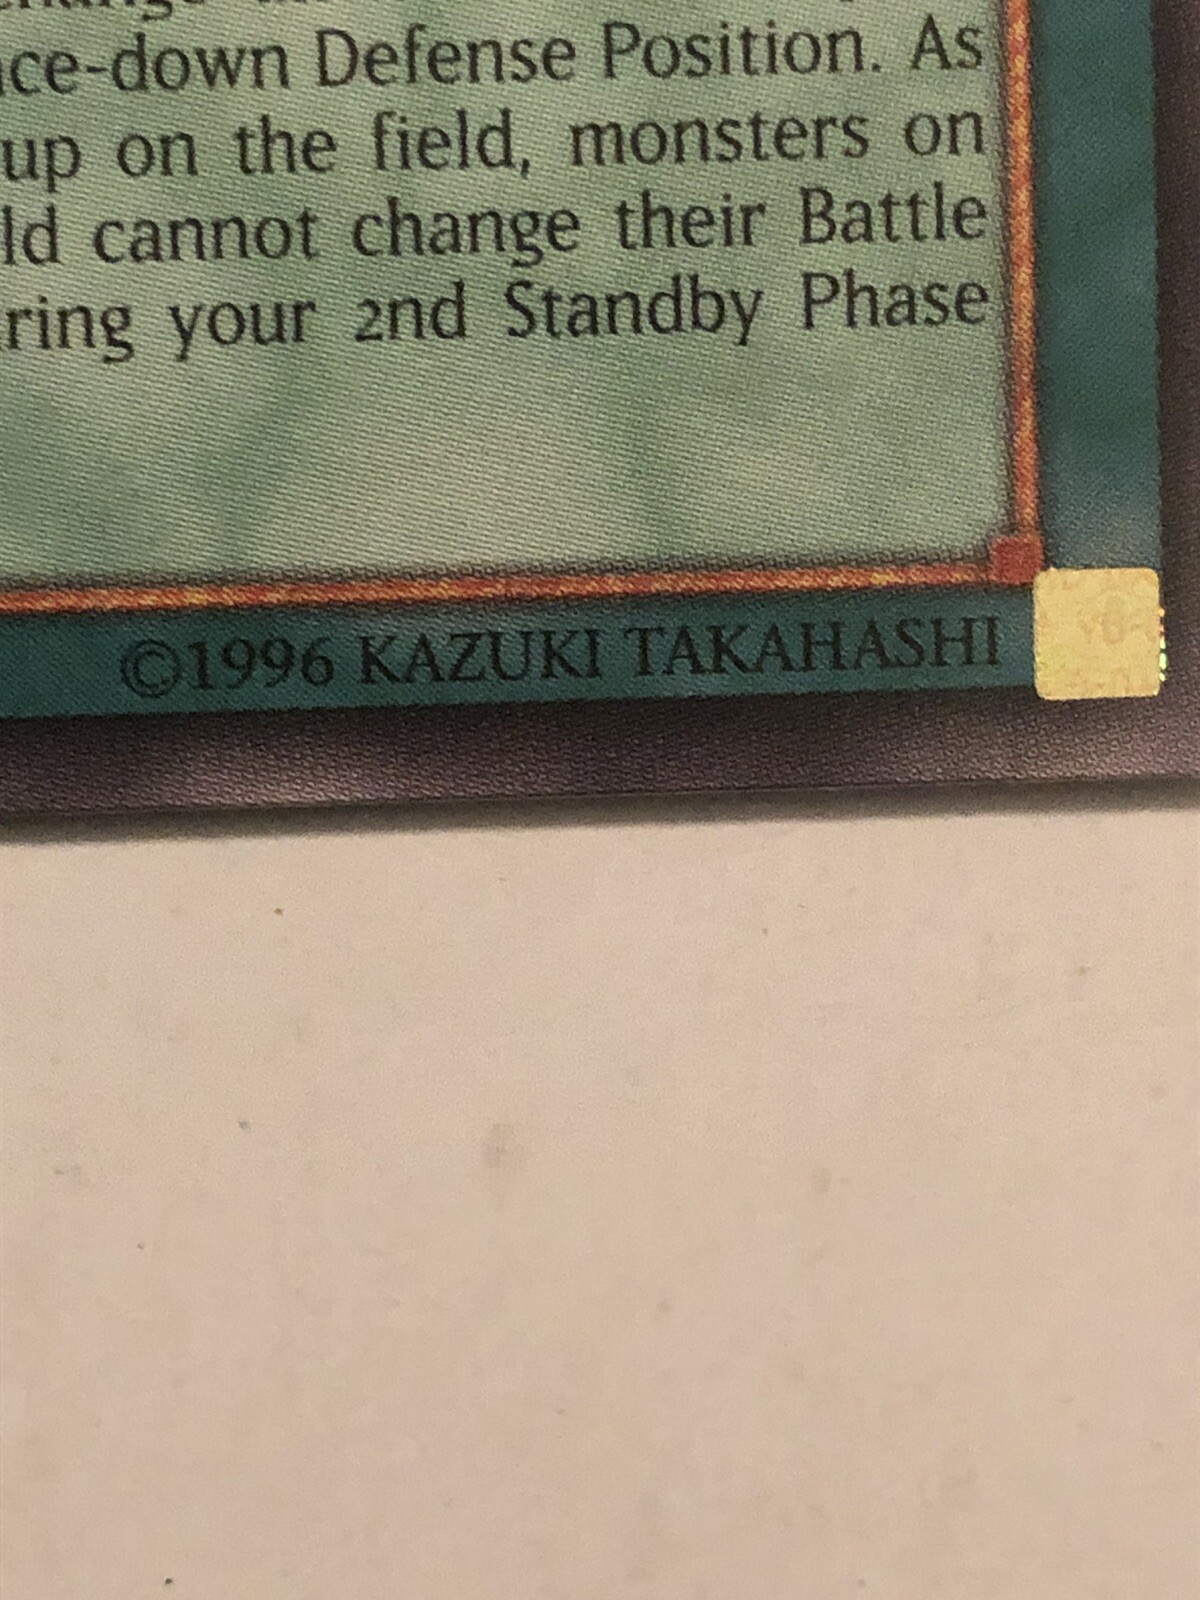 ce-down Defense Position. As
up on the field, monsters on
ld cannot change their Battle
ring your 2nd Standby Phase
©1996 KAZUKI TAKAHASHI